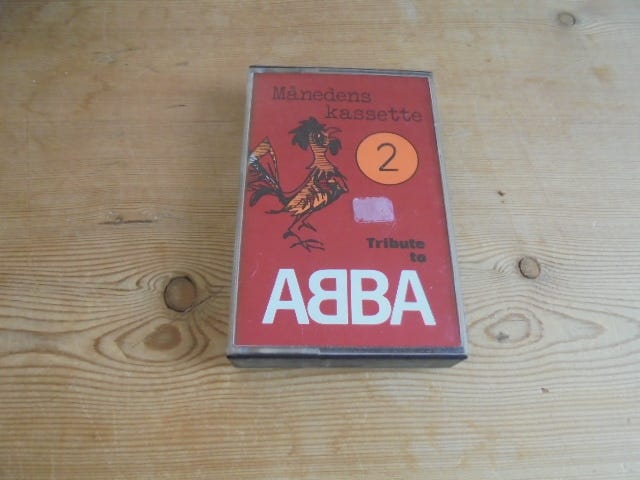 Månedens
kassette
2
Tribute
to
ABBA